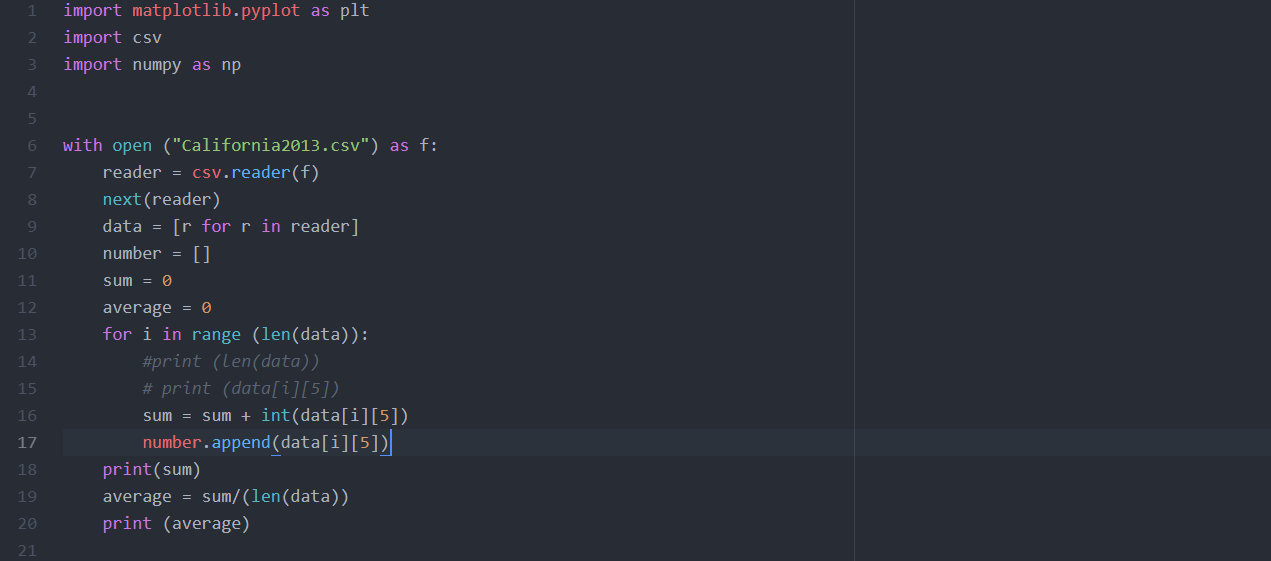 1 import matplotlib.pyplot as plt
2 import csv
3 import numpy as np
4
5
6 with open ("California2013.csv") as f:
7     reader = csv.reader(f)
8     next(reader)
9     data = [r for r in reader]
10     number = []
11     sum = 0
12     average = 0
13     for i in range (len(data)):
14         #print (len(data))
15         # print (data[i][5])
16         sum = sum + int(data[i][5])
17         number.append(data[i][5])
18     print(sum)
19     average = sum/(len(data))
20     print (average)
21